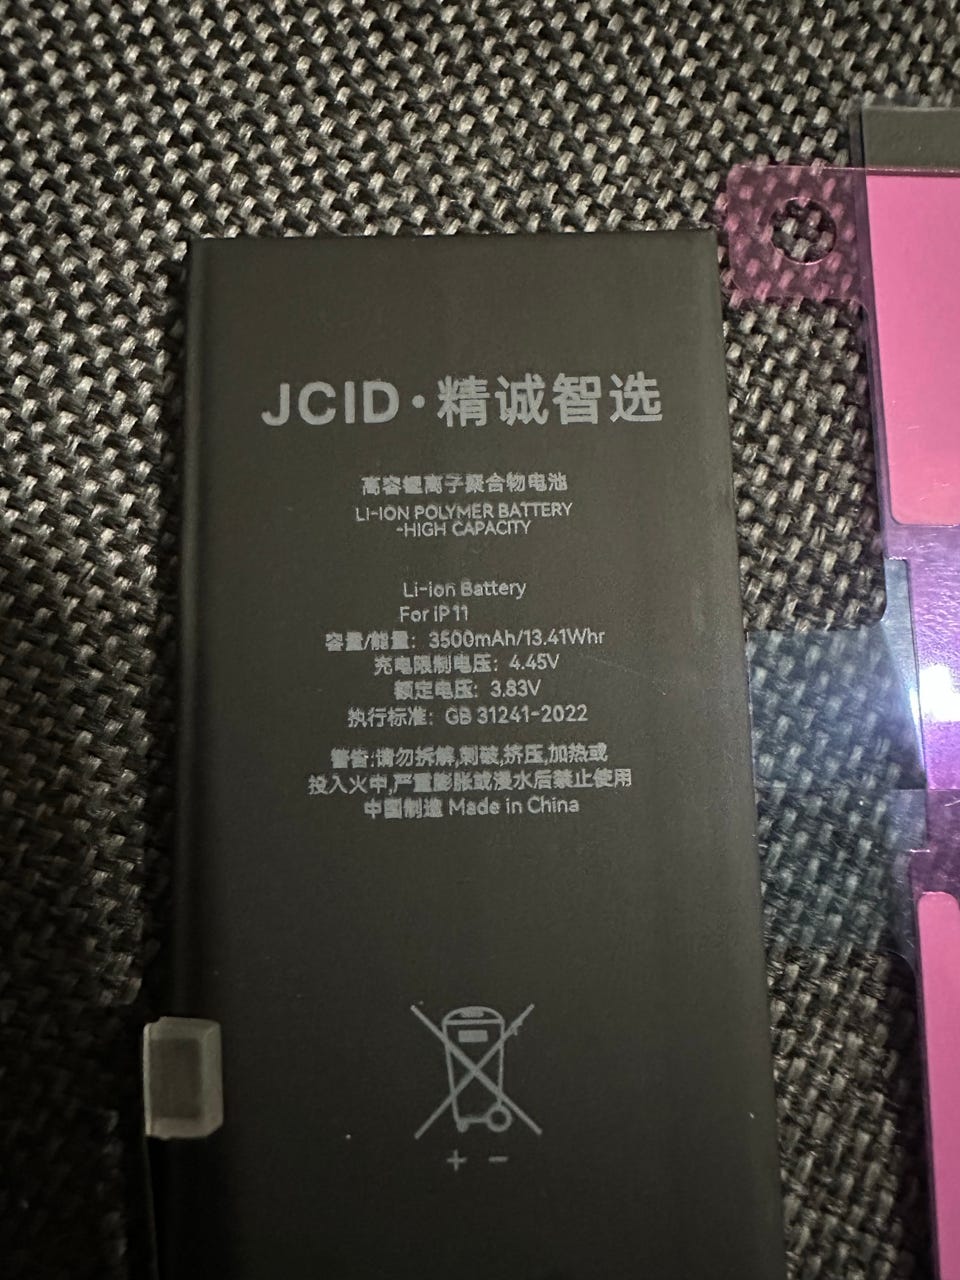 JCID·精诚智选
高容锂离子聚合物电池
LI-ION POLYMER BATTERY
-HIGH CAPACITY
Li-ion Battery
For iP 11
容量/能量：3500mAh/13.41Whr
充电限制电压：4.45V
额定电压：3.83V
执行标准：GB 31241-2022
警告:请勿拆解,刺破,挤压,加热或
投入火中,严重膨胀或浸水后禁止使用
中国制造 Made in China
+ −